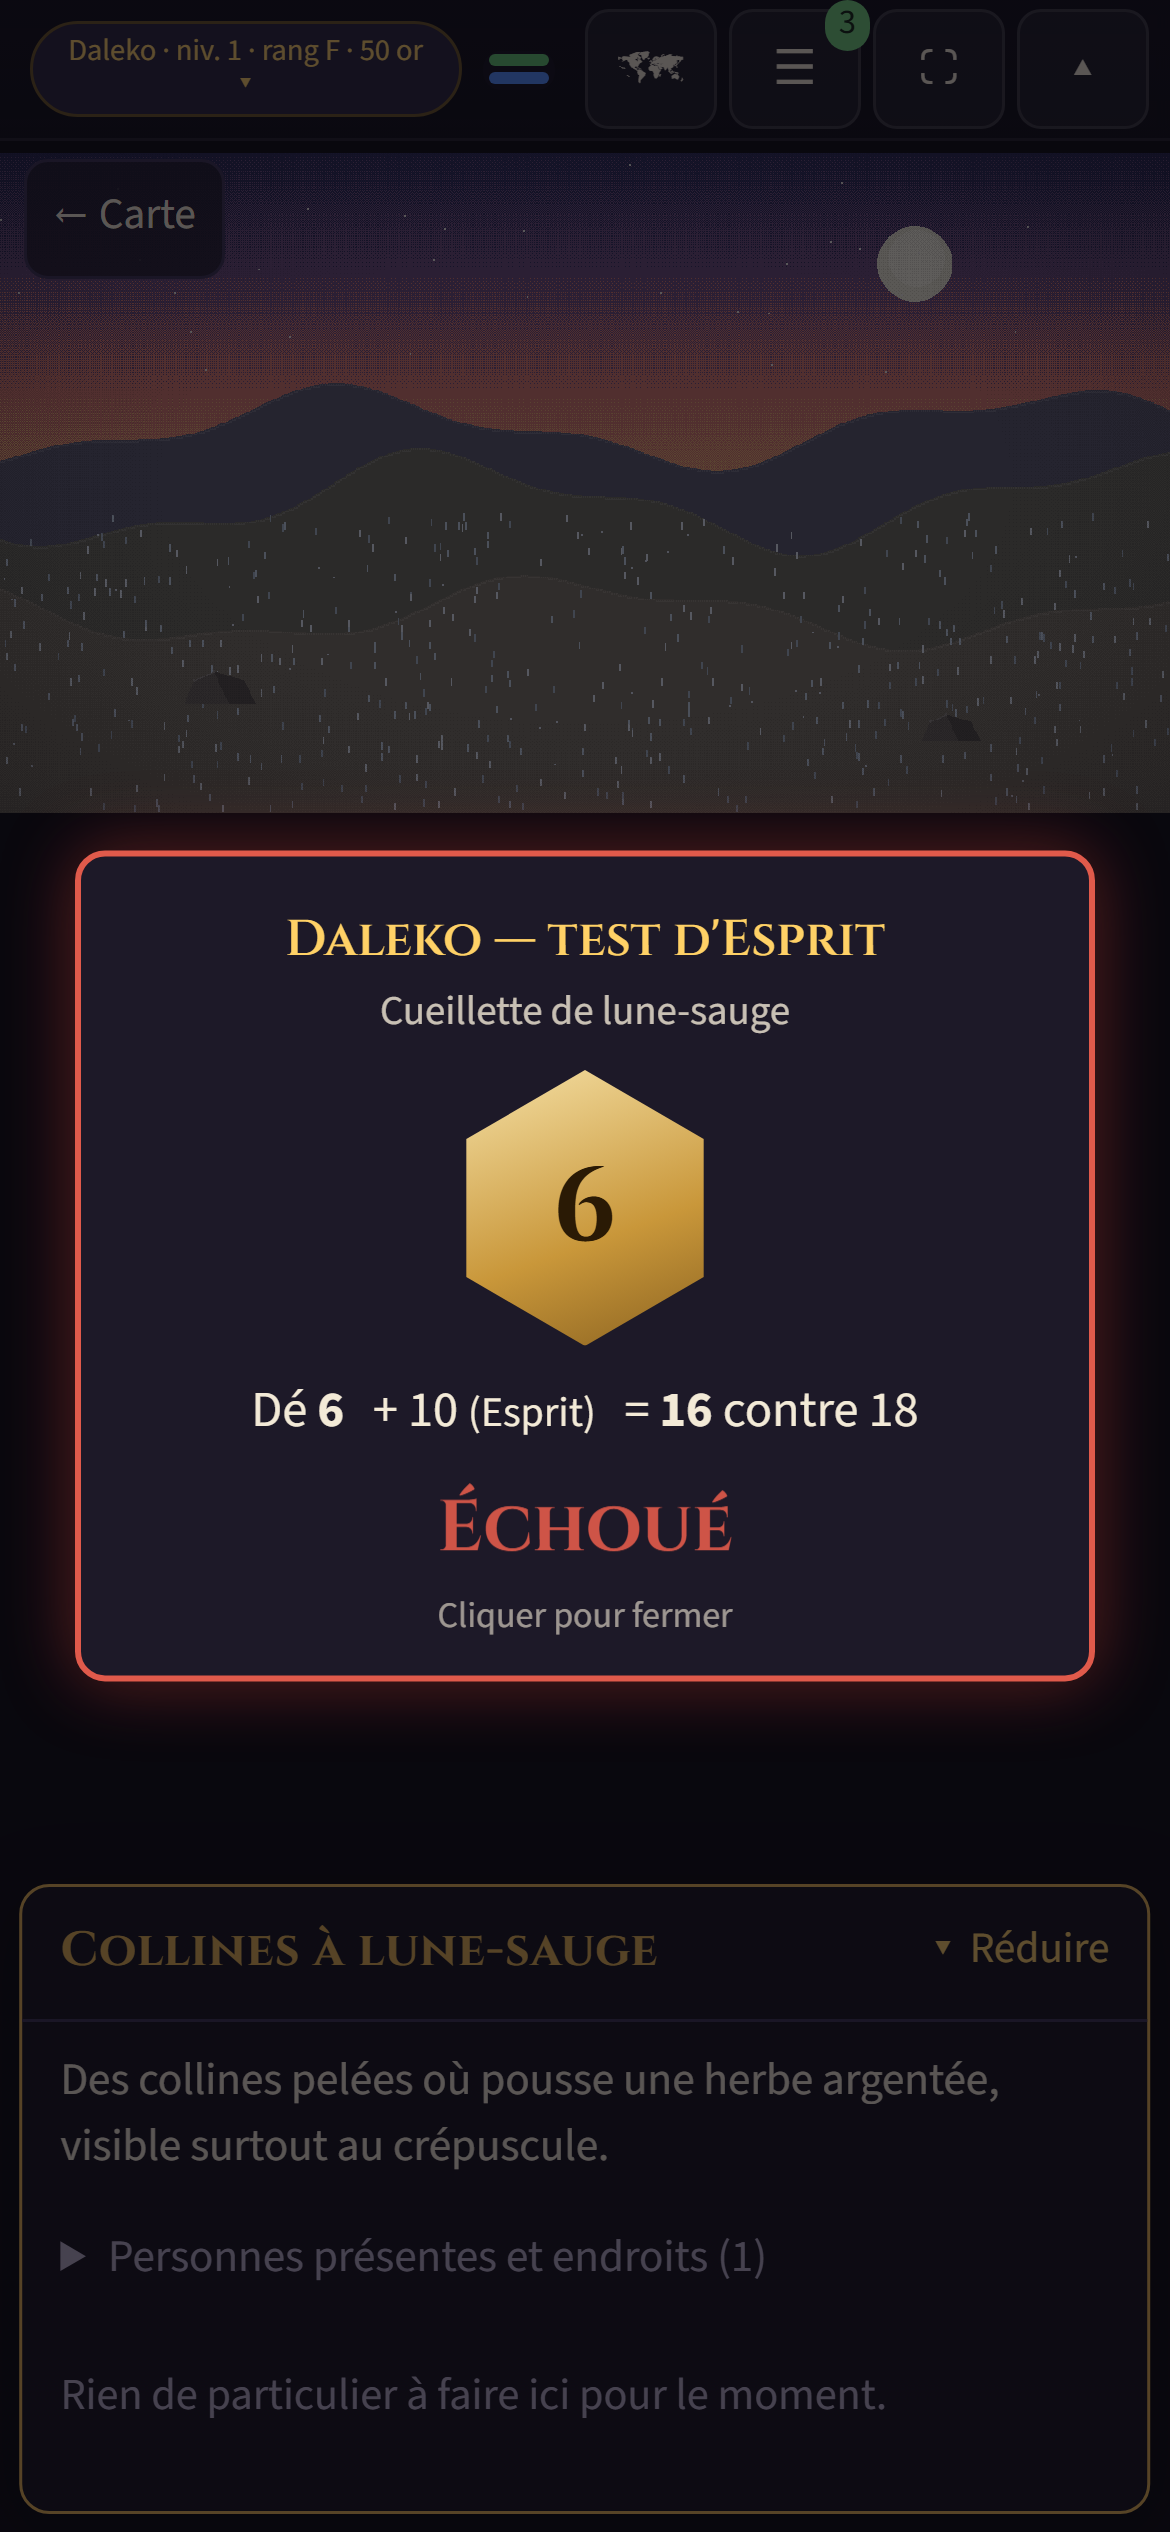 Daleko · niv. 1 · rang F · 50 or
3
← Carte
Daleko — test d'Esprit
Cueillette de lune-sauge
6
Dé 6 + 10 (Esprit) = 16 contre 18
Échoué
Cliquer pour fermer
Collines à lune-sauge
▼ Réduire
Des collines pelées où pousse une herbe argentée,
visible surtout au crépuscule.
▶ Personnes présentes et endroits (1)
Rien de particulier à faire ici pour le moment.